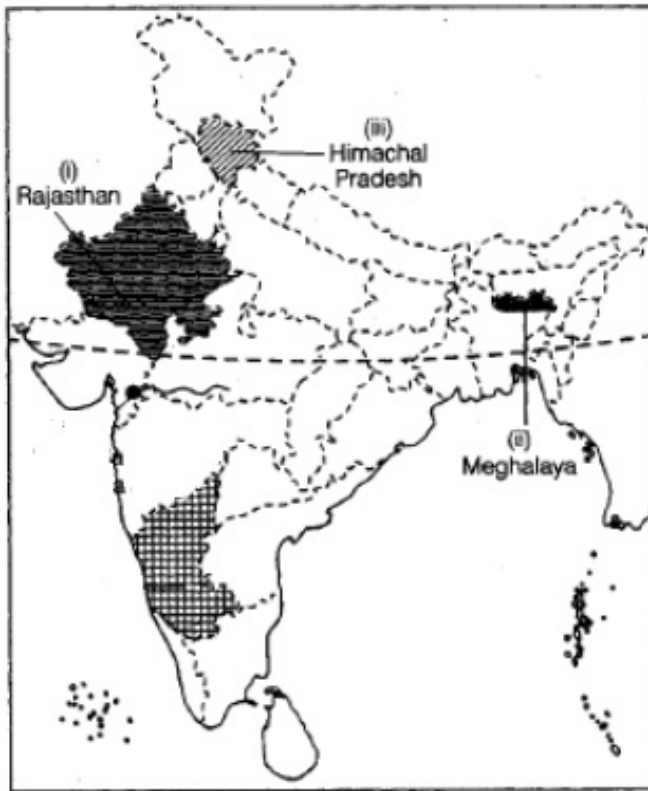 (iii)
Himachal
Pradesh
(i)
Rajasthan
(ii)
Meghalaya